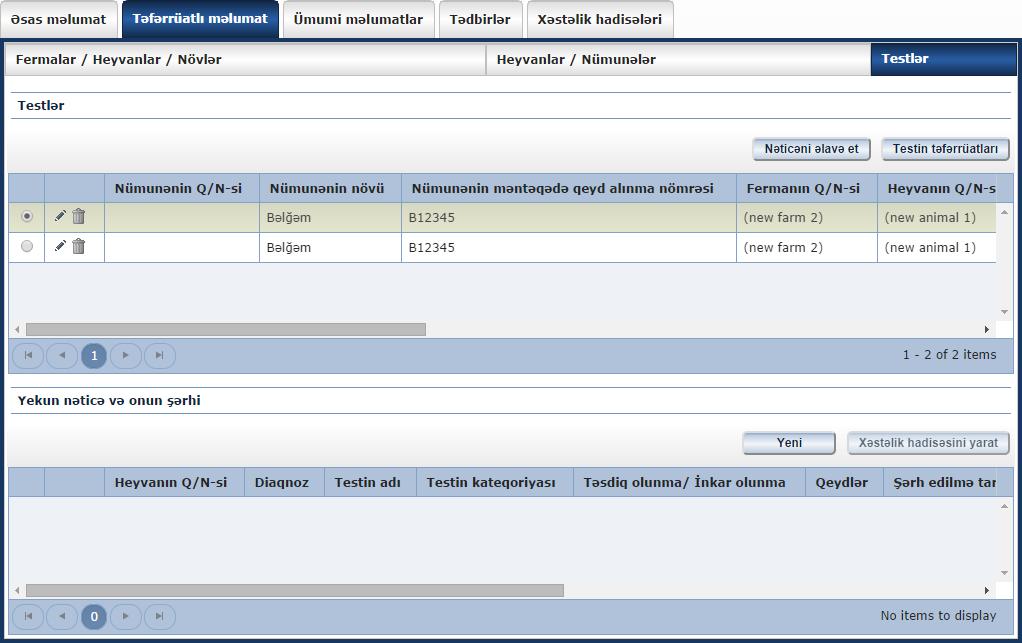 Əsas məlumat Təfərrüatlı məlumat Ümumi məlumatlar Tədbirlər Xəstəlik hadisələri
Fermalar / Heyvanlar / Növlər Heyvanlar / Nümunələr Testlər
Testlər
Nəticəni əlavə et Testin təfərrüatları
Nümunənin Q/N-si Nümunənin növü Nümunənin məntəqədə qeyd alınma nömrəsi Fermanın Q/N-si Heyvanın Q/N-s
Bəlğəm B12345 (new farm 2) (new animal 1)
Bəlğəm B12345 (new farm 2) (new animal 1)
1 1 - 2 of 2 items
Yekun nəticə və onun şərhi
Yeni Xəstəlik hadisəsini yarat
Heyvanın Q/N-si Diaqnoz Testin adı Testin kateqoriyası Təsdiq olunma/ İnkar olunma Qeydlər Şərh edilmə tar
0 No items to display